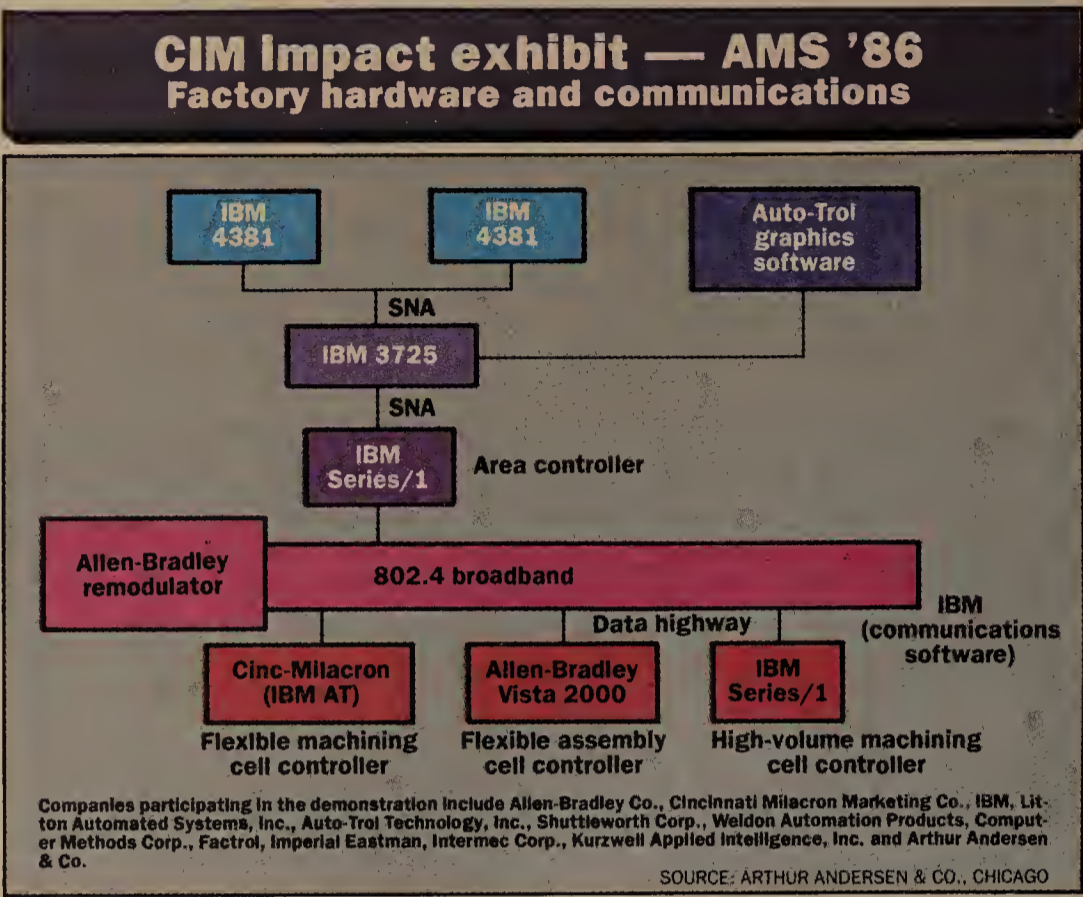 CIM Impact exhibit — AMS '86
Factory hardware and communications
IBM
4381
IBM
4381
Auto-Trol
graphics
software
SNA
IBM 3725
SNA
IBM
Series/1
Area controller
Allen-Bradley
remodulator
802.4 broadband
Data highway
IBM
(communications
software)
Cinc-Milacron
(IBM AT)
Allen-Bradley
Vista 2000
IBM
Series/1
Flexible machining
cell controller
Flexible assembly
cell controller
High-volume machining
cell controller
Companies participating in the demonstration include Allen-Bradley Co., Cincinnati Milacron Marketing Co., IBM, Lit-
ton Automated Systems, Inc., Auto-Trol Technology, Inc., Shuttleworth Corp., Weldon Automation Products, Comput-
er Methods Corp., Factrol, Imperial Eastman, Intermec Corp., Kurzwell Applied Intelligence, Inc. and Arthur Andersen
& Co.
SOURCE: ARTHUR ANDERSEN & CO., CHICAGO